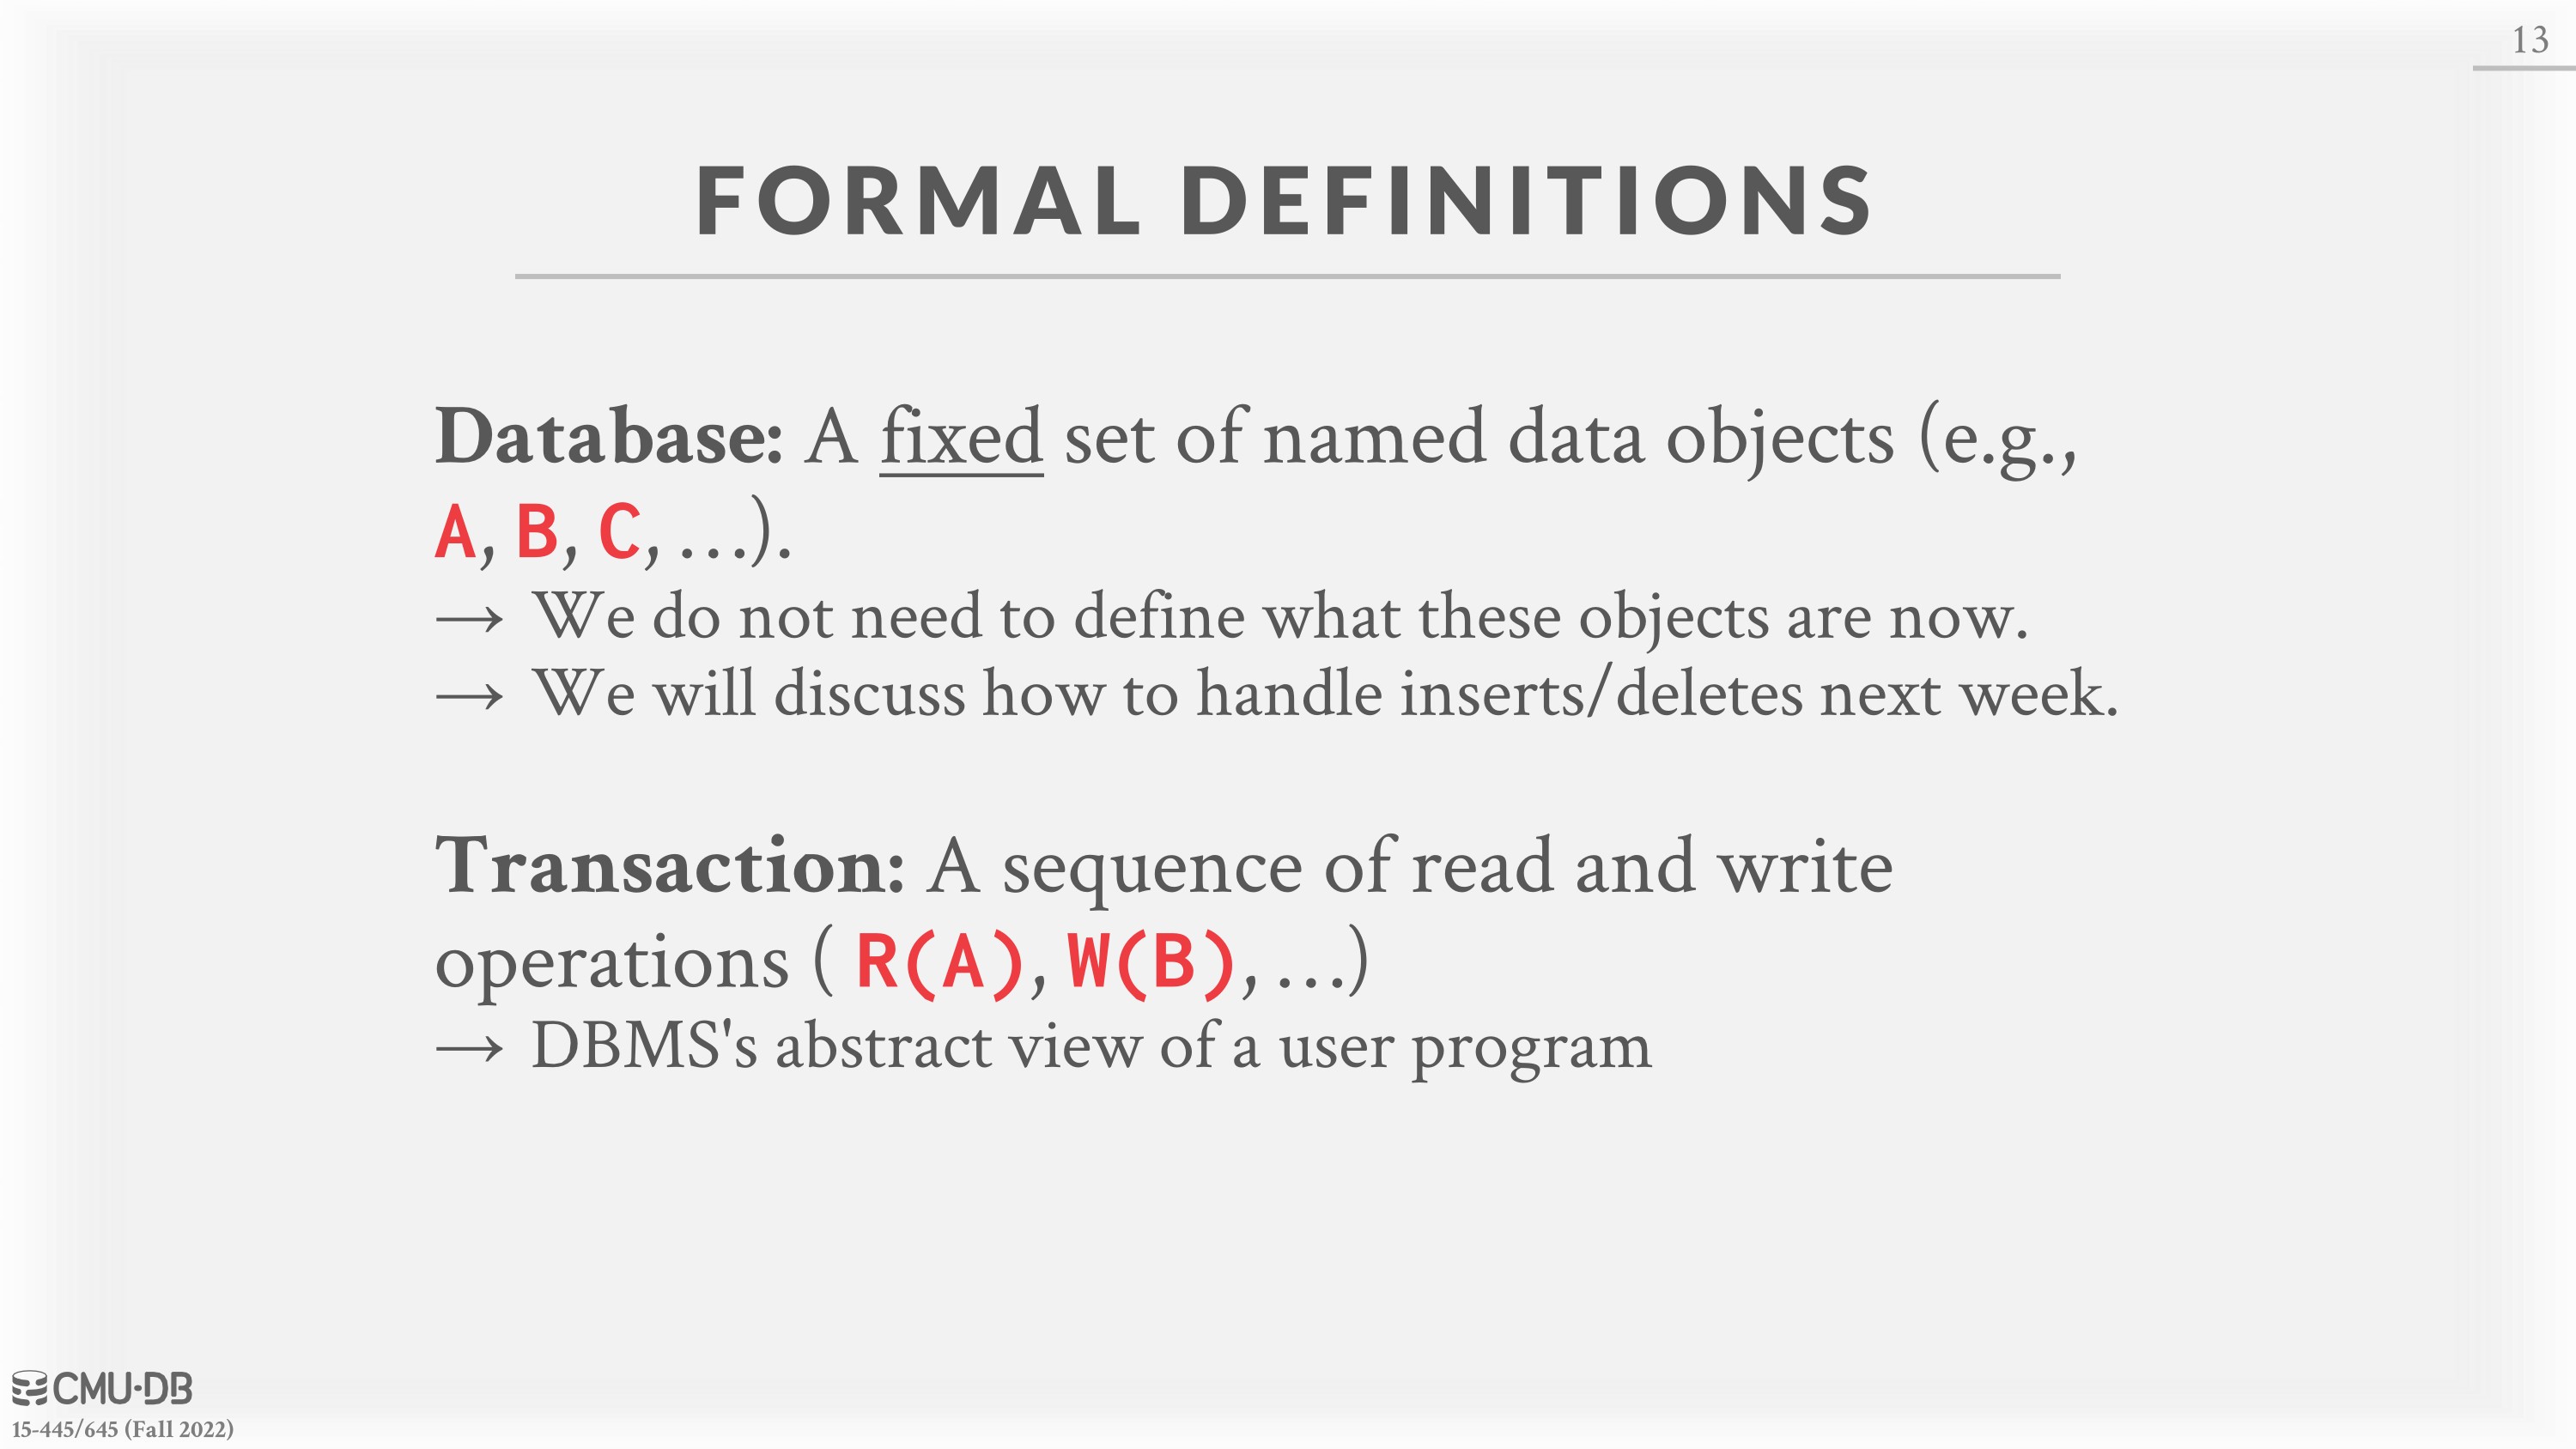 13
FORMAL DEFINITIONS
Database: A fixed set of named data objects (e.g.,
A, B, C, …).
→ We do not need to define what these objects are now.
→ We will discuss how to handle inserts/deletes next week.
Transaction: A sequence of read and write
operations ( R(A), W(B), …)
→ DBMS's abstract view of a user program
CMU·DB
15-445/645 (Fall 2022)